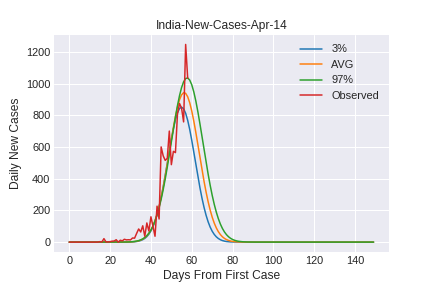 India-New-Cases-Apr-14
1200
1000
800
600
400
200
0
Daily New Cases
3%
AVG
97%
Observed
0 20 40 60 80 100 120 140
Days From First Case